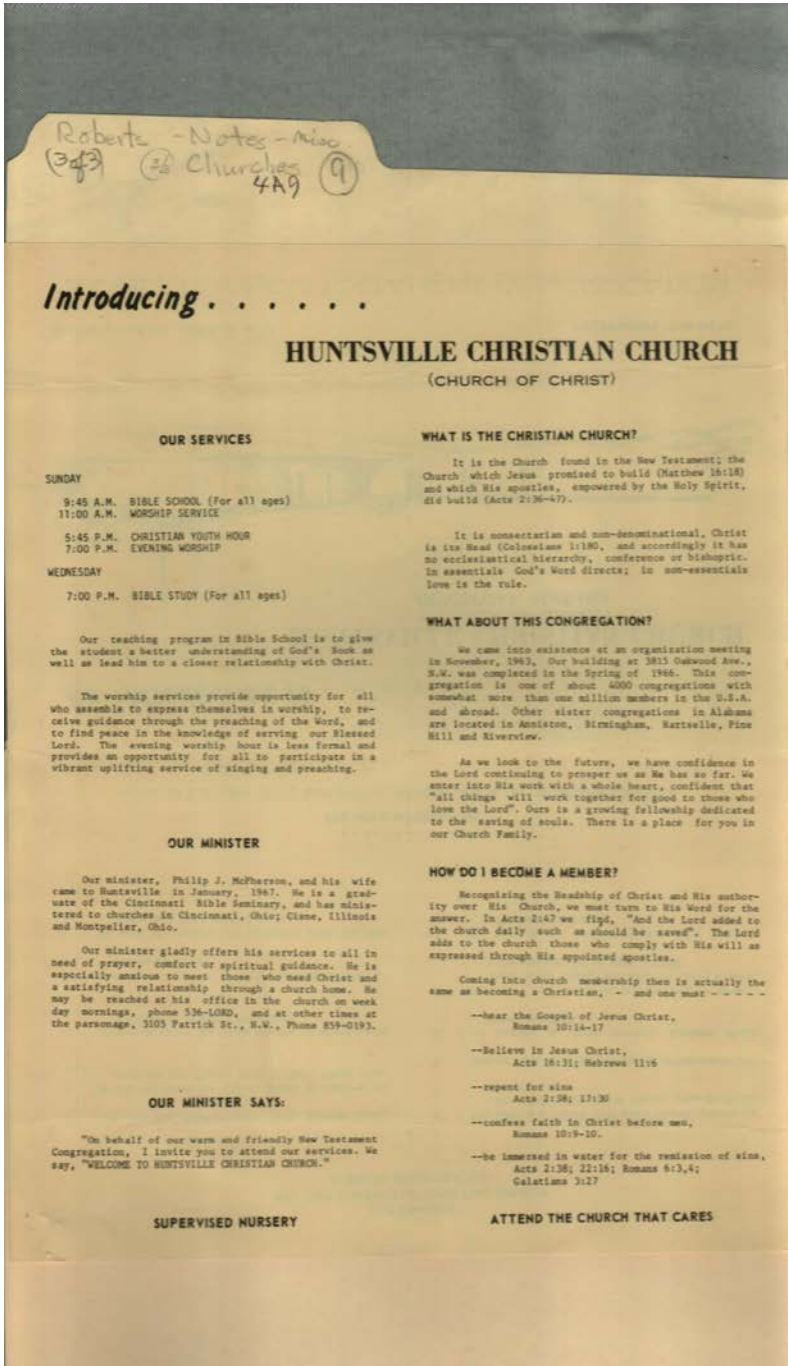 Roberts - Notes - Misc
(3 of 3) Churches 9
4A9
Introducing . . . . . .
HUNTSVILLE CHRISTIAN CHURCH
(CHURCH OF CHRIST)
OUR SERVICES
SUNDAY
9:45 A.M. BIBLE SCHOOL (For all ages)
11:00 A.M. WORSHIP SERVICE
5:45 P.M. CHRISTIAN YOUTH HOUR
7:00 P.M. EVENING WORSHIP
WEDNESDAY
7:00 P.M. BIBLE STUDY (For all ages)
Our teaching program in Bible School is to give
the student a better understanding of God's Book as
well as lead him to a closer relationship with Christ.
The worship services provide opportunity for all
who assemble to express themselves in worship, to re-
ceive guidance through the preaching of the Word, and
to find peace in the knowledge of serving our Blessed
Lord. The evening worship hour is less formal and
provides an opportunity for all to participate in a
vibrant uplifting service of singing and preaching.
OUR MINISTER
Our minister, Philip J. McPherson, and his wife
came to Huntsville in January, 1967. He is a grad-
uate of the Cincinnati Bible Seminary, and has minis-
tered to churches in Cincinnati, Ohio; Cisne, Illinois
and Montpelier, Ohio.
Our minister gladly offers his services to all in
need of prayer, comfort or spiritual guidance. He is
especially anxious to meet those who need Christ and
a satisfying relationship through a church home. He
may be reached at his office in the church on week
day mornings, phone 536-LORD, and at other times at
the parsonage, 3105 Patrick St., N.W., Phone 859-0193.
OUR MINISTER SAYS:
"On behalf of our warm and friendly New Testament
Congregation, I invite you to attend our services. We
say, "WELCOME TO HUNTSVILLE CHRISTIAN CHURCH."
SUPERVISED NURSERY
WHAT IS THE CHRISTIAN CHURCH?
It is the Church found in the New Testament; the
Church which Jesus promised to build (Matthew 16:18)
and which His apostles, empowered by the Holy Spirit,
did build (Acts 2:36-47).
It is nonsectarian and non-denominational, Christ
is its Head (Colossians 1:180, and accordingly it has
no ecclesiastical hierarchy, conference or bishopric.
In essentials God's Word directs; in non-essentials
love is the rule.
WHAT ABOUT THIS CONGREGATION?
We came into existence at an organization meeting
in November, 1963, Our building at 3815 Oakwood Ave.,
N.W. was completed in the Spring of 1966. This con-
gregation is one of about 4000 congregations with
somewhat more than one million members in the U.S.A.
and abroad. Other sister congregations in Alabama
are located in Anniston, Birmingham, Hartselle, Pine
Hill and Riverview.
As we look to the future, we have confidence in
the Lord continuing to prosper us as He has so far. We
enter into His work with a whole heart, confident that
"all things will work together for good to those who
love the Lord". Ours is a growing fellowship dedicated
to the saving of souls. There is a place for you in
our Church Family.
HOW DO I BECOME A MEMBER?
Recognizing the Headship of Christ and His author-
ity over His Church, we must turn to His Word for the
answer. In Acts 2:47 we find, "And the Lord added to
the church daily such as should be saved". The Lord
adds to the church those who comply with His will as
expressed through His appointed apostles.
Coming into church membership then is actually the
same as becoming a Christian, - and one must - - - - -
--hear the Gospel of Jesus Christ,
Romans 10:14-17
--Believe in Jesus Christ,
Acts 16:31; Hebrews 11:6
--repent for sins
Acts 2:38; 17:30
--confess faith in Christ before men,
Romans 10:9-10.
--be immersed in water for the remission of sins,
Acts 2:38; 22:16; Romans 6:3,4;
Galatians 3:27
ATTEND THE CHURCH THAT CARES